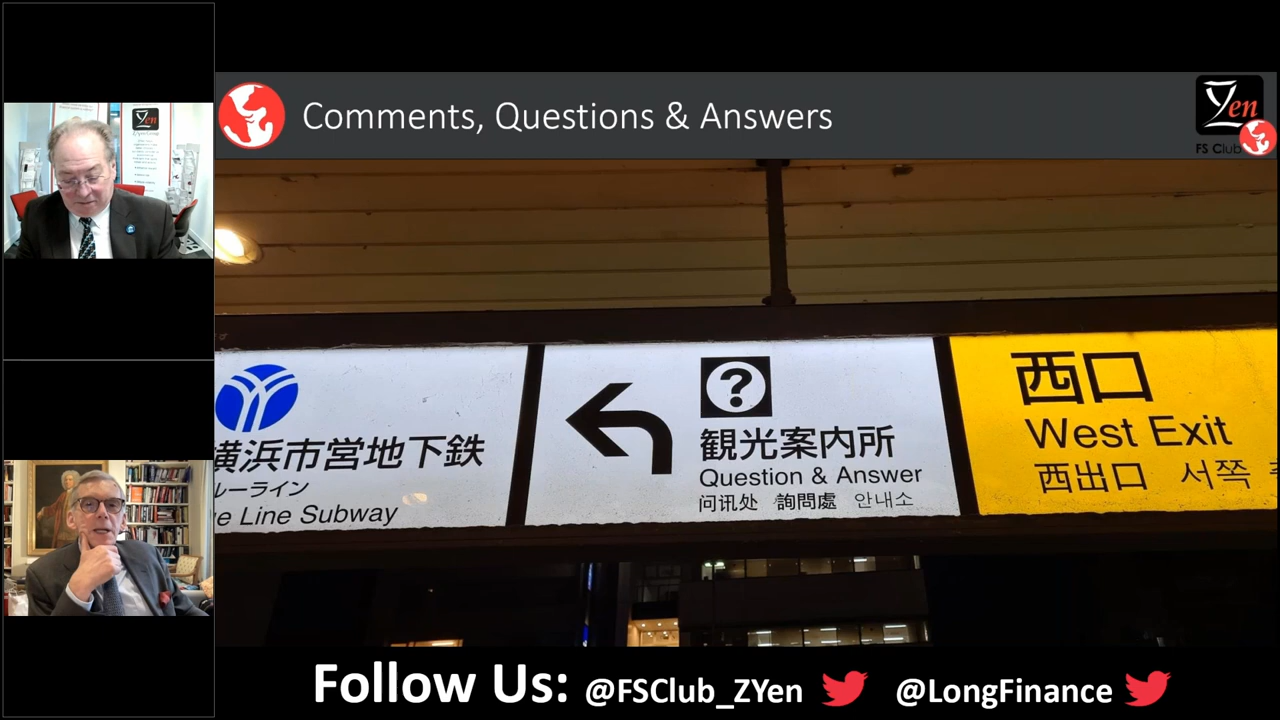 Comments, Questions & Answers
Zen
FS Club
Zen
横浜市営地下鉄
ルーライン
e Line Subway
?
観光案内所
Question & Answer
问讯处 詢問處 안내소
西口
West Exit
西出口 서쪽
Follow Us: @FSClub_ZYen @LongFinance